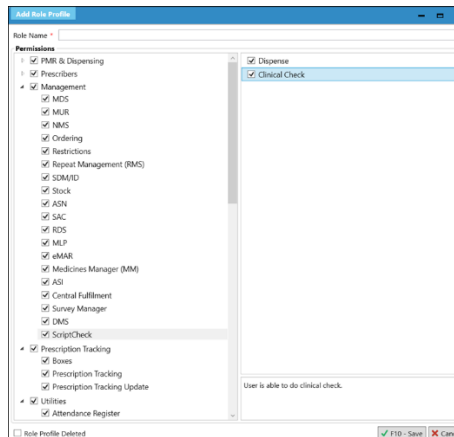 Add Role Profile
Role Name *
Permissions
PMR & Dispensing
Prescribers
Management
MDS
MUR
NMS
Ordering
Restrictions
Repeat Management (RMS)
SDM/ID
Stock
ASN
SAC
RDS
MLP
eMAR
Medicines Manager (MM)
ASI
Central Fulfilment
Survey Manager
DMS
ScriptCheck
Prescription Tracking
Boxes
Prescription Tracking
Prescription Tracking Update
Utilities
Attendance Register
Dispense
Clinical Check
User is able to do clinical check.
Role Profile Deleted
F10 - Save
Canc